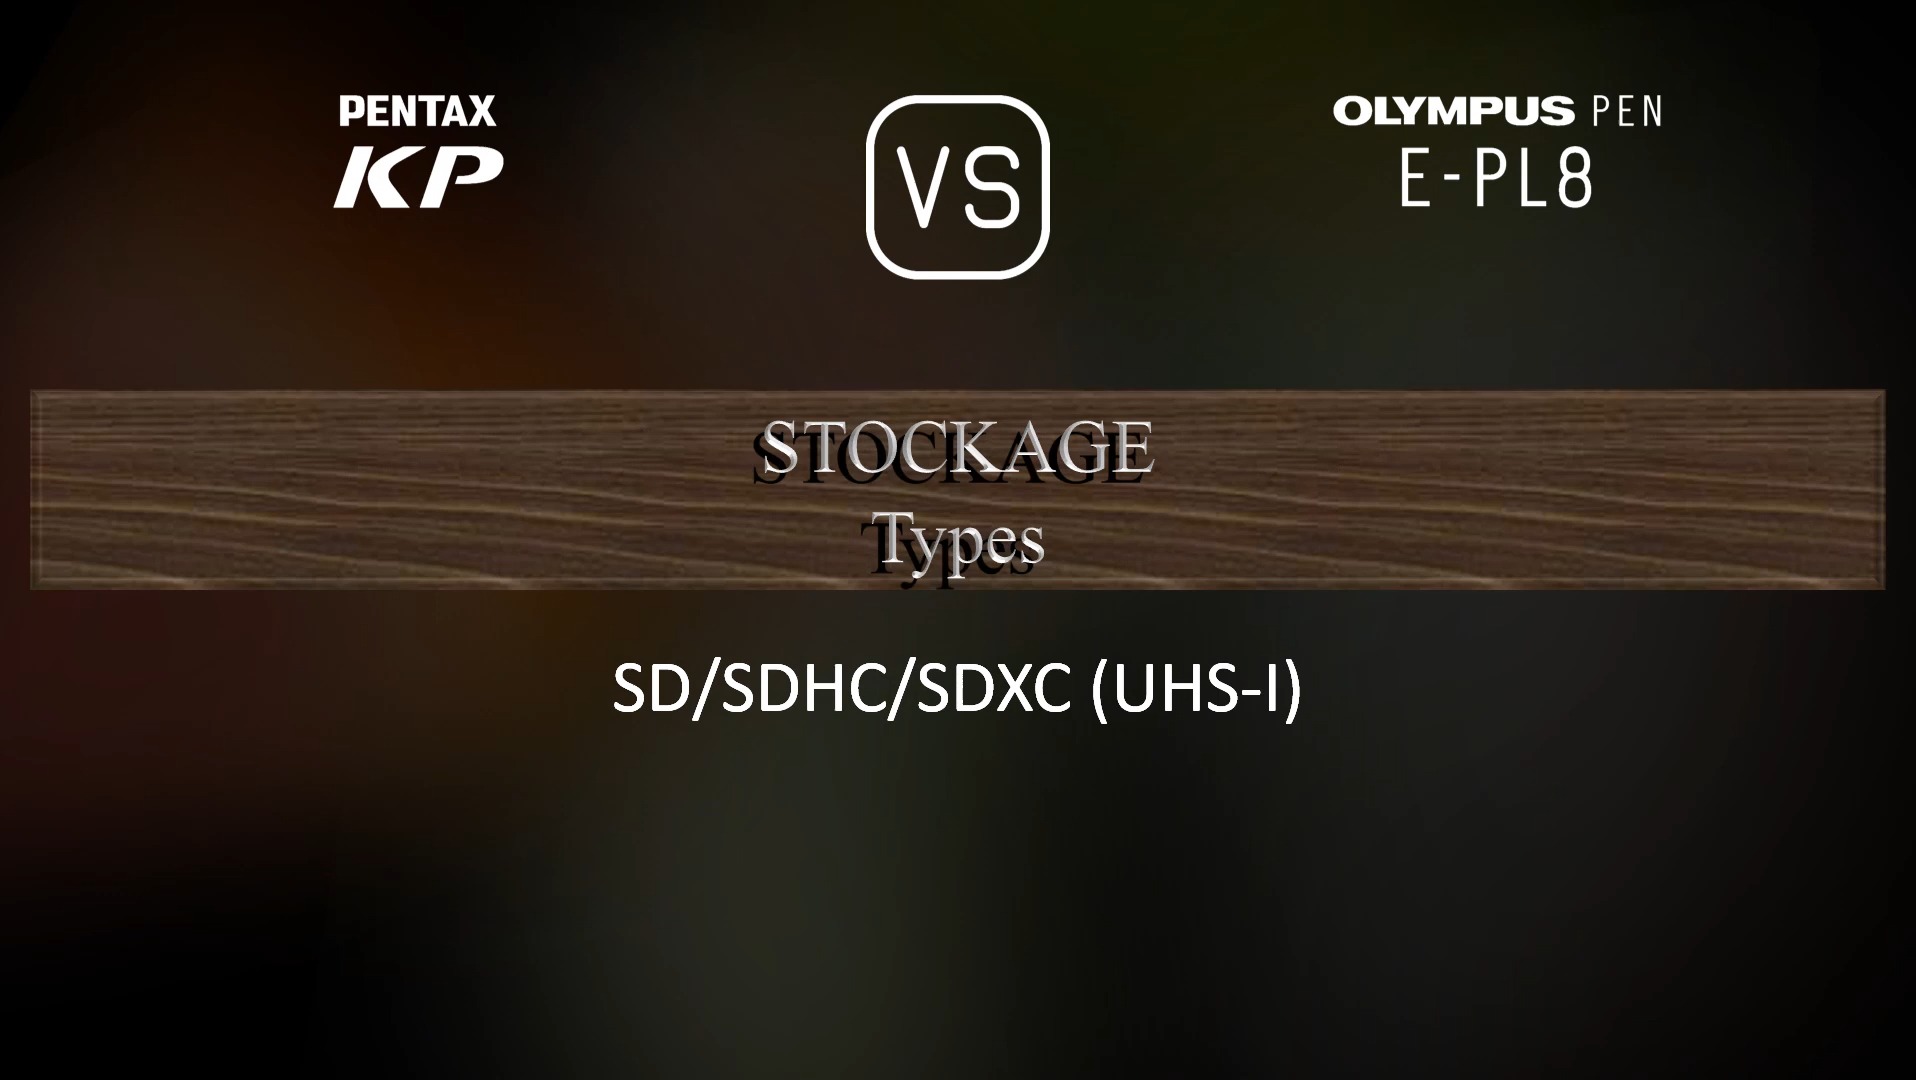 PENTAX
KP
VS
OLYMPUS PEN
E-PL8
STOCKAGE
Types
SD/SDHC/SDXC (UHS-I)